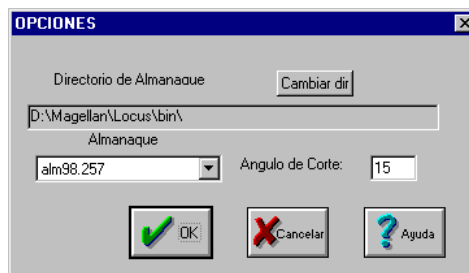 OPCIONES
Directorio de Almanaque
Cambiar dir
D:\Magellan\Locus\bin\
Almanaque
alm98.257
Angulo de Corte:
15
OK
Cancelar
Ayuda